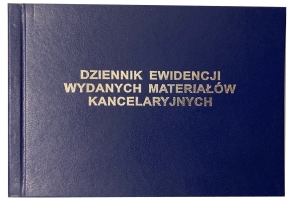 DZIENNIK EWIDENCJI
WYDANYCH MATERIAŁÓW
KANCELARYJNYCH